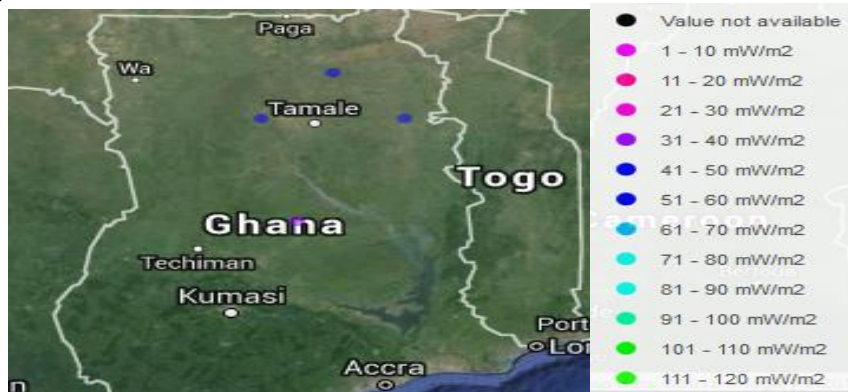 Paga
Wa
Tamale
Togo
Ghana
Techiman
Kumasi
Port
Lo
Accra
n
Value not available
1 - 10 mW/m2
11 - 20 mW/m2
21 - 30 mW/m2
31 - 40 mW/m2
41 - 50 mW/m2
51 - 60 mW/m2
61 - 70 mW/m2
Cameroon
71 - 80 mW/m2
Bertoua
81 - 90 mW/m2
91 - 100 mW/m2
101 - 110 mW/m2
111 - 120 mW/m2